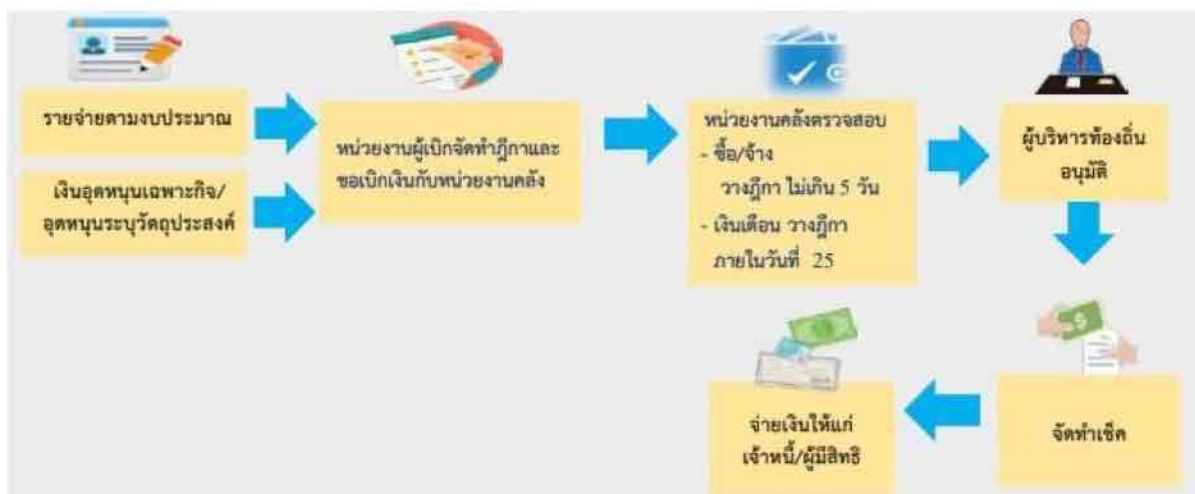 รายจ่ายตามงบประมาณ
เงินอุดหนุนเฉพาะกิจ/
อุดหนุนระบุวัตถุประสงค์
หน่วยงานผู้เบิกจัดทำฎีกาและ
ขอเบิกเงินกับหน่วยงานคลัง
หน่วยงานคลังตรวจสอบ
- ซื้อ/จ้าง
วางฎีกา ไม่เกิน 5 วัน
- เงินเดือน วางฎีกา
ภายในวันที่ 25
ผู้บริหารท้องถิ่น
อนุมัติ
จัดทำเช็ค
จ่ายเงินให้แก่
เจ้าหนี้/ผู้มีสิทธิ